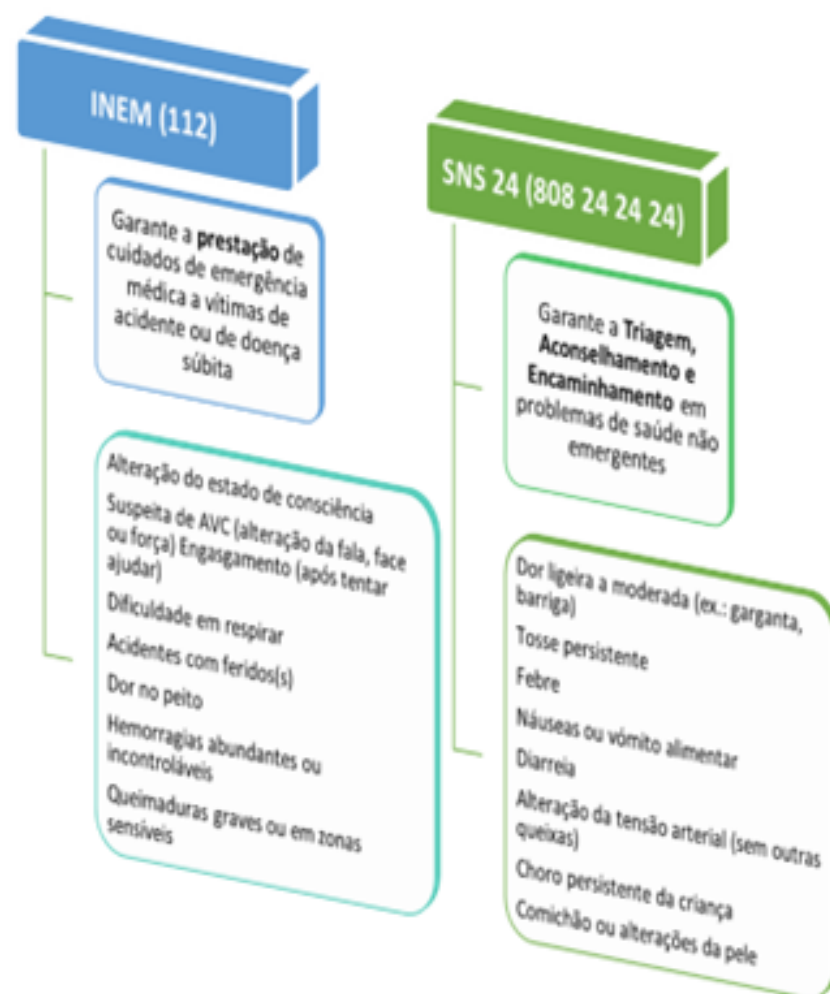 INEM (112)
Garante a prestação de
cuidados de emergência
médica a vítimas de
acidente ou de doença
súbita
Alteração do estado de consciência
Suspeita de AVC (alteração da fala, face
ou força) Engasgamento (após tentar
ajudar)
Dificuldade em respirar
Acidentes com feridos(s)
Dor no peito
Hemorragias abundantes ou
incontroláveis
Queimaduras graves ou em zonas
sensíveis
SNS 24 (808 24 24 24)
Garante a Triagem,
Aconselhamento e
Encaminhamento em
problemas de saúde não
emergentes
Dor ligeira a moderada (ex.: garganta,
barriga)
Tosse persistente
Febre
Náuseas ou vómito alimentar
Diarreia
Alteração da tensão arterial (sem outras
queixas)
Choro persistente da criança
Comichão ou alterações da pele